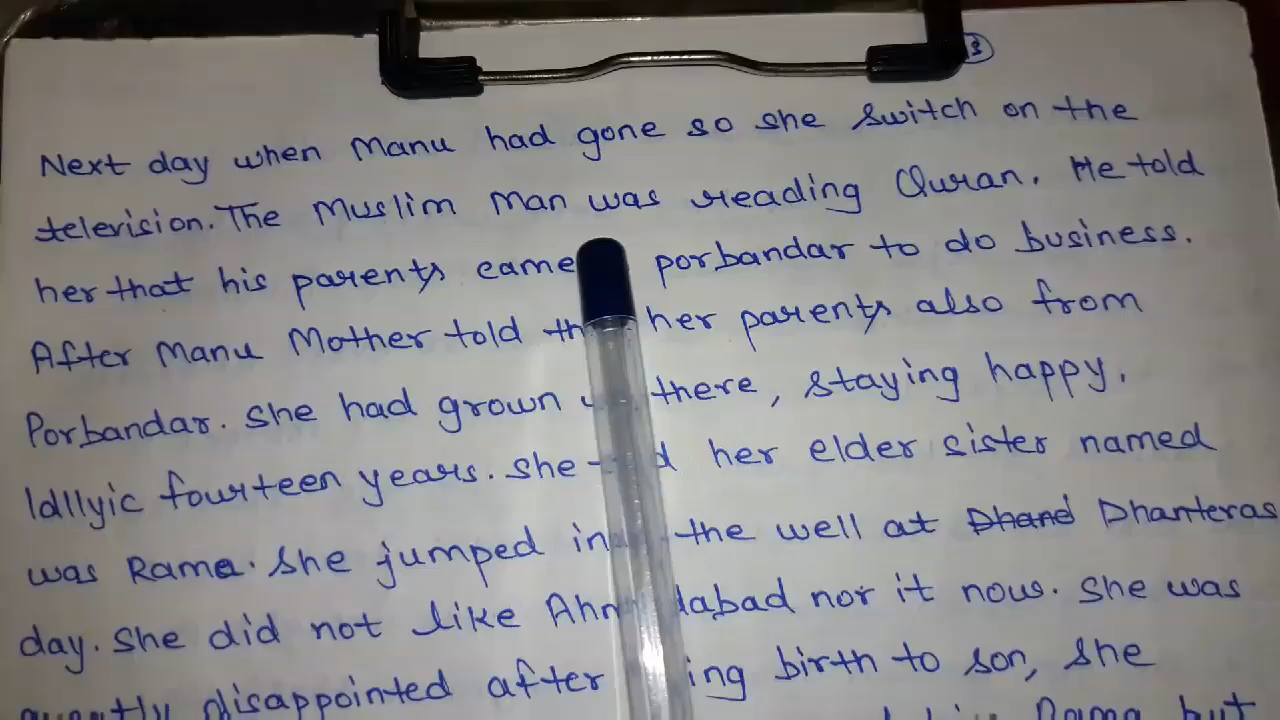 3
Next day when Manu had gone so she switch on the
television. The Muslim Man was reading Quran. He told
her that his parents came porbandar to do business.
After Manu Mother told her parents also from
Porbandar. She had grown there, staying happy.
Idllyic fourteen years. She her elder sister named
was Rama. She jumped in the well at Dhand Dhanteras
day. She did not like nor it now. She was
disappointed after birth to son, she
Rama but